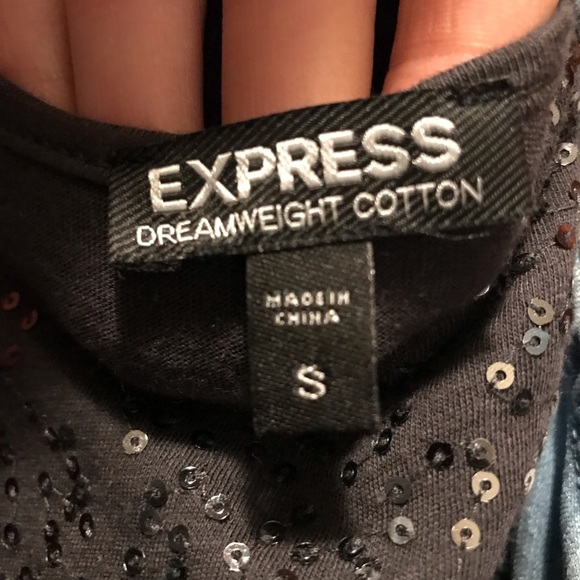 EXPRESS
DREAMWEIGHT COTTON
MADE IN
CHINA
S